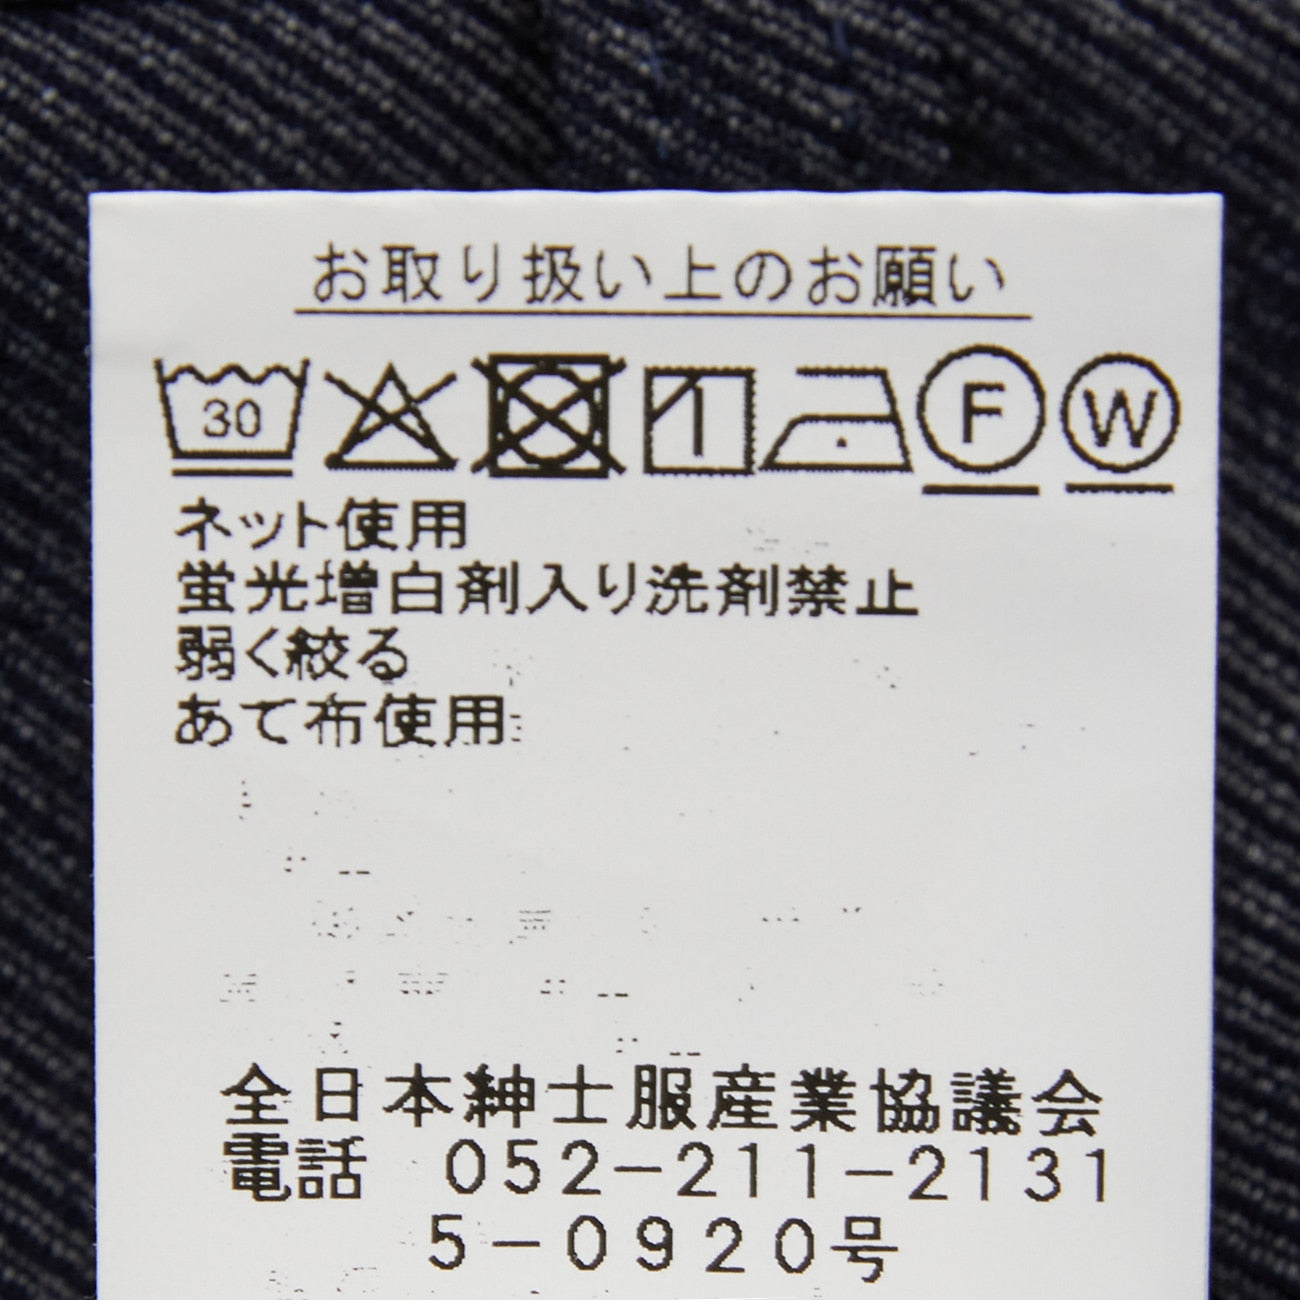 お取り扱い上のお願い
30 F W
ネット使用
蛍光増白剤入り洗剤禁止
弱く絞る
あて布使用
全日本紳士服産業協議会
電話 052-211-2131
5-0920号